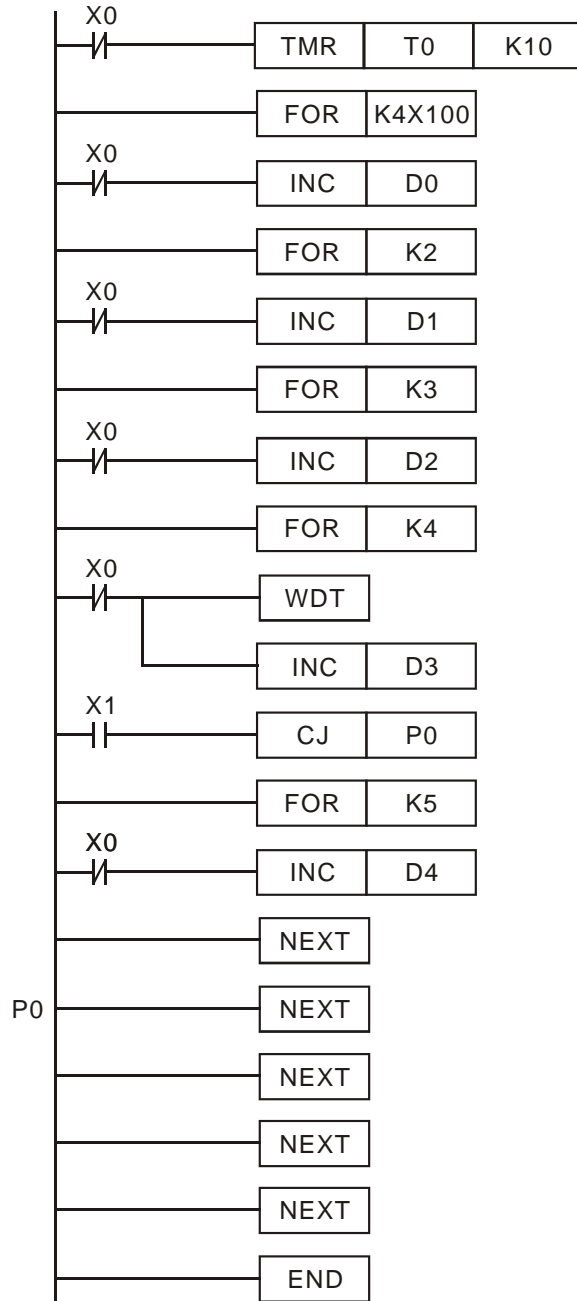 X0
TMR T0 K10
FOR K4X100
X0
INC D0
FOR K2
X0
INC D1
FOR K3
X0
INC D2
FOR K4
X0
WDT
INC D3
X1
CJ P0
FOR K5
X0
INC D4
NEXT
P0 NEXT
NEXT
NEXT
NEXT
END